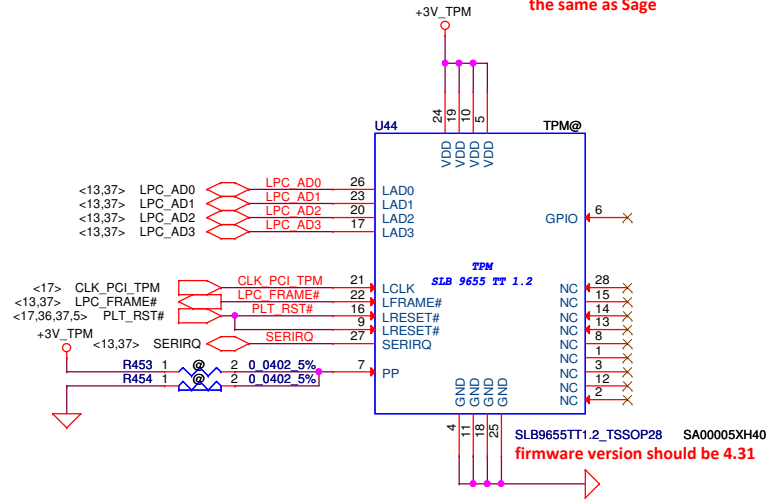 the same as Sage
+3V_TPM
24 19 10 5
U44 TPM@
VDD VDD VDD VDD
<13,37> LPC_AD0 LPC_AD0 26 LAD0
<13,37> LPC_AD1 LPC_AD1 23 LAD1
<13,37> LPC_AD2 LPC_AD2 20 LAD2
<13,37> LPC_AD3 LPC_AD3 17 LAD3
GPIO 6
TPM
SLB 9655 TT 1.2
<17> CLK_PCI_TPM CLK_PCI_TPM 21 LCLK NC 28
<13,37> LPC_FRAME# LPC_FRAME# 22 LFRAME# NC 15
<17,36,37,5> PLT_RST# PLT_RST# 16 LRESET# NC 14
9 LRESET# NC 13
+3V_TPM <13,37> SERIRQ SERIRQ 27 SERIRQ NC 8
NC 1
R453 1 @ 2 0_0402_5% 7 PP NC 3
R454 1 @ 2 0_0402_5% NC 12
NC 2
GND GND GND GND
4 11 18 25
SLB9655TT1.2_TSSOP28 SA00005XH40
firmware version should be 4.31